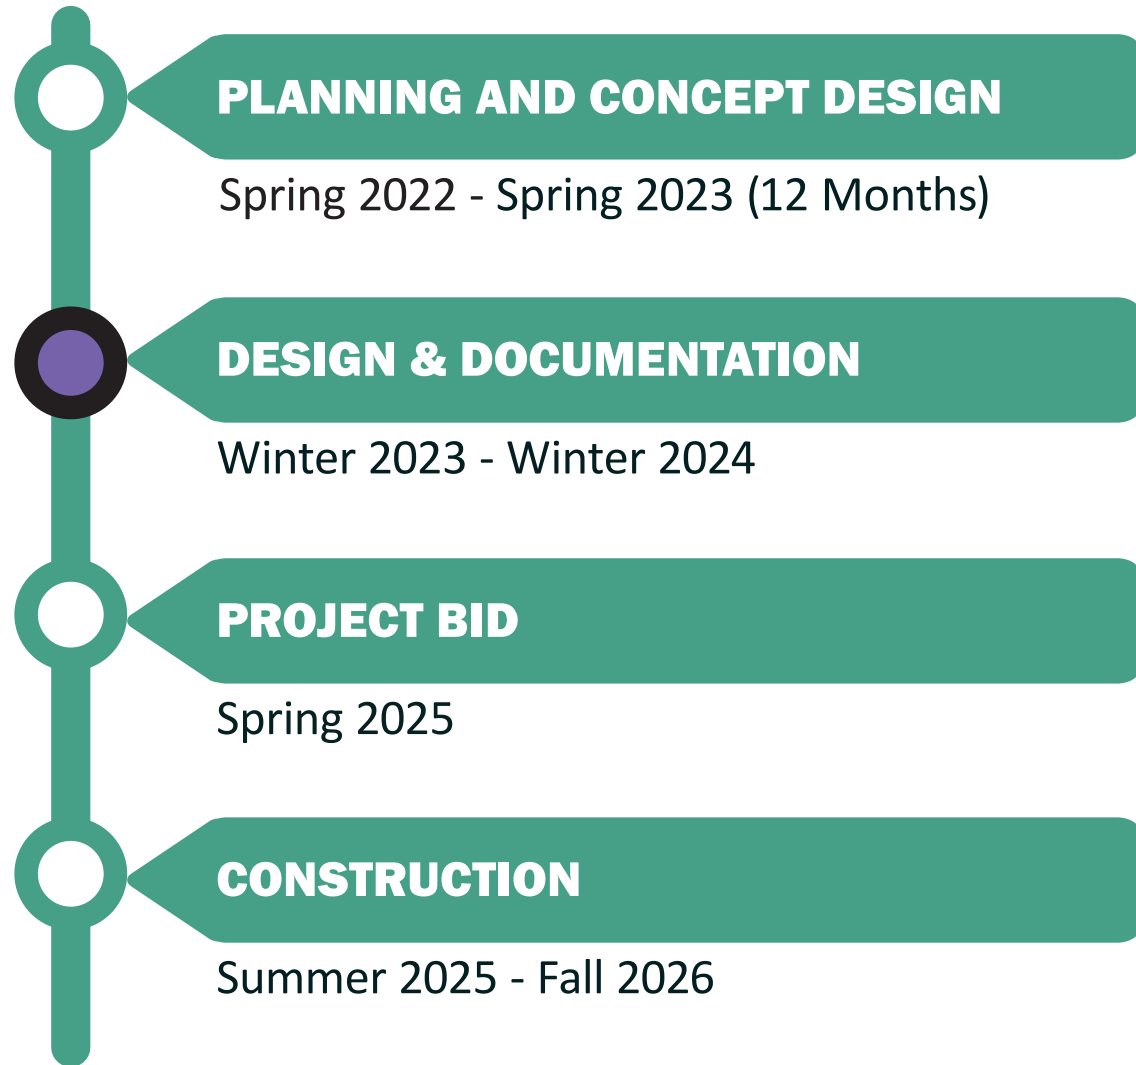 PLANNING AND CONCEPT DESIGN
Spring 2022 - Spring 2023 (12 Months)
DESIGN & DOCUMENTATION
Winter 2023 - Winter 2024
PROJECT BID
Spring 2025
CONSTRUCTION
Summer 2025 - Fall 2026